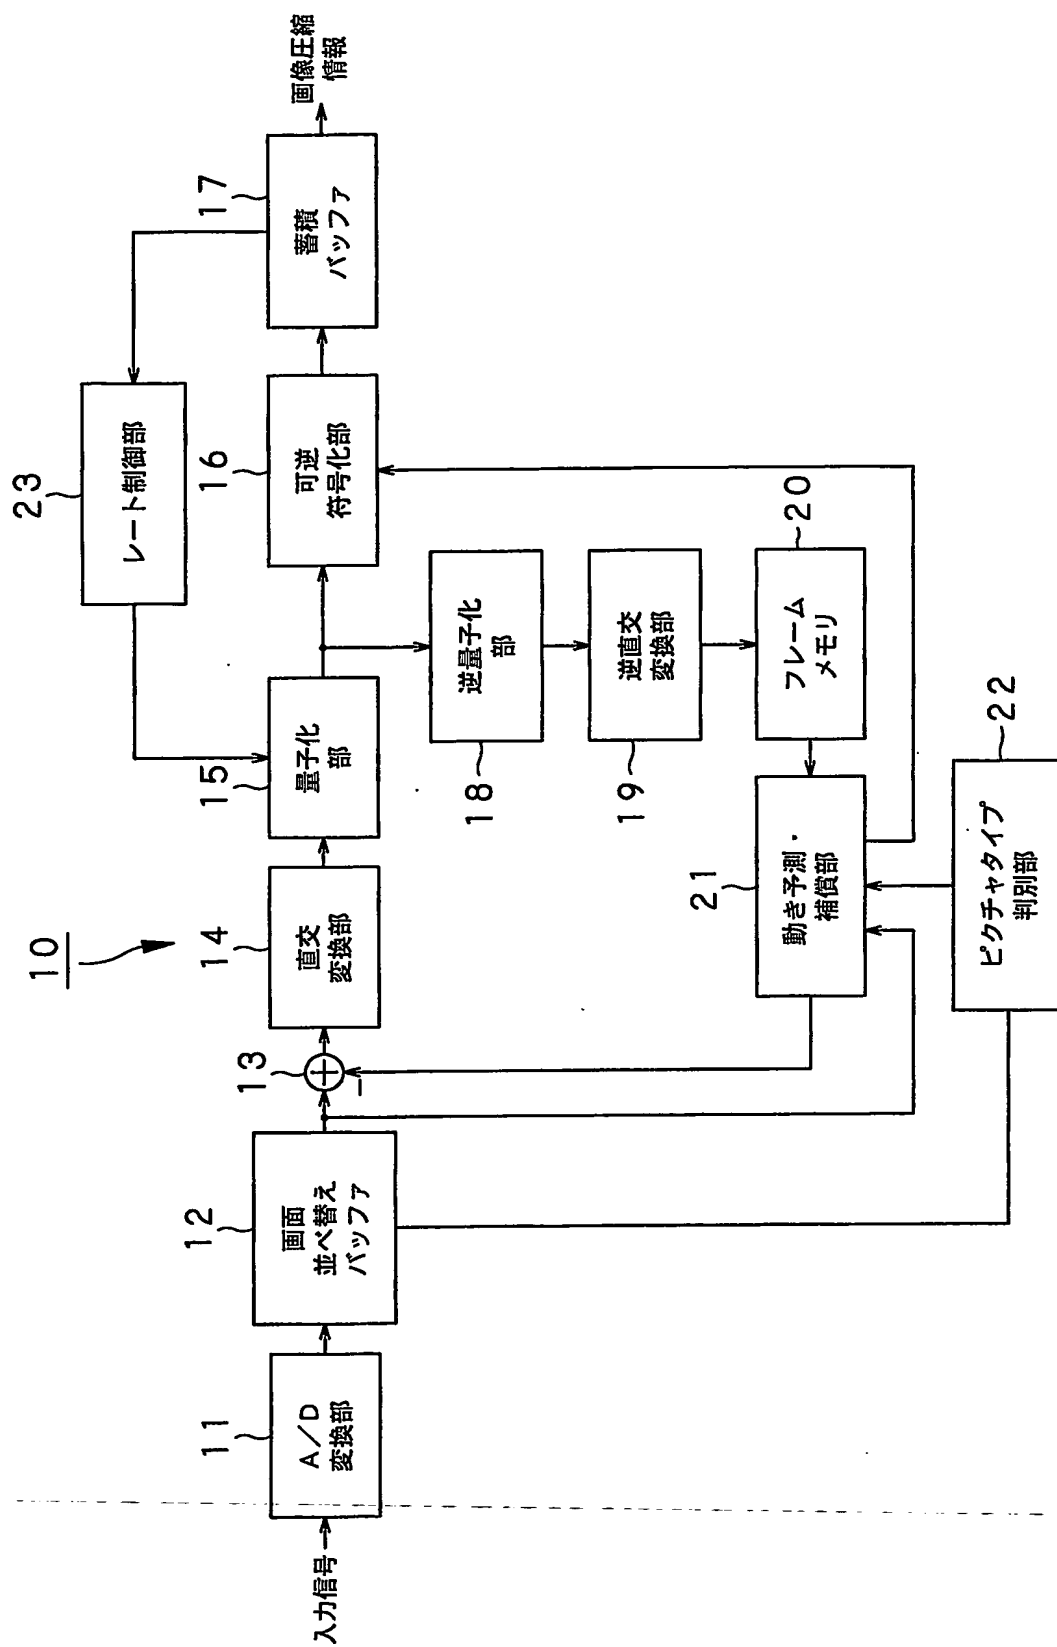 10
入力信号
11
A/D
変換部
12
画面
並べ替え
バッファ
13
−
14
直交
変換部
15
量子化
部
16
可逆
符号化部
17
蓄積
バッファ
画像圧縮
情報
23
レート制御部
18
逆量子化
部
19
逆直交
変換部
20
フレーム
メモリ
21
動き予測・
補償部
22
ピクチャタイプ
判別部